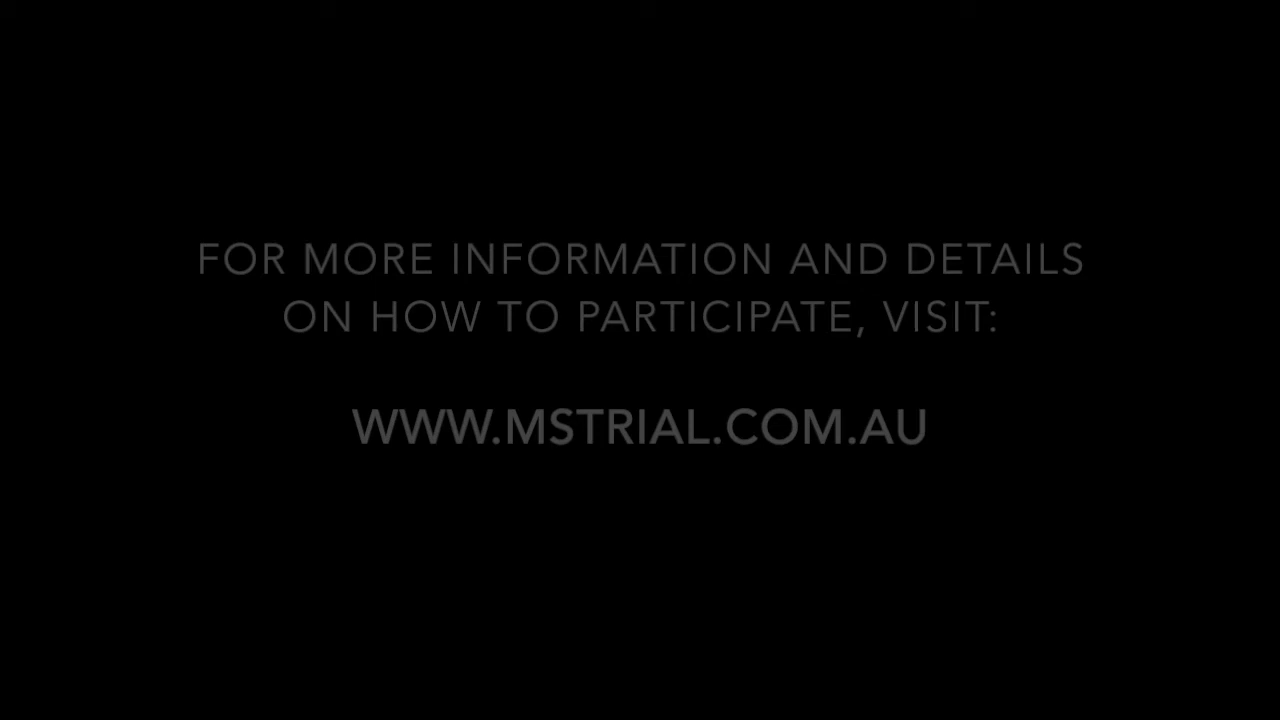 FOR MORE INFORMATION AND DETAILS
ON HOW TO PARTICIPATE, VISIT:
WWW.MSTRIAL.COM.AU